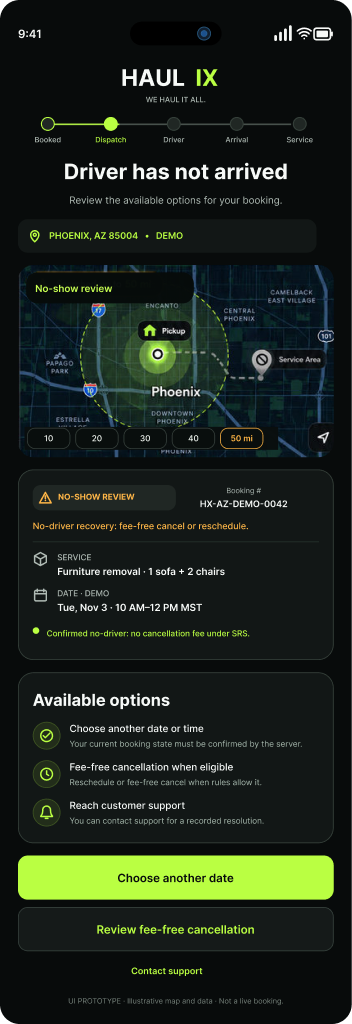 9:41
HAUL IX
WE HAUL IT ALL.
Booked
Dispatch
Driver
Arrival
Service
Driver has not arrived
Review the available options for your booking.
PHOENIX, AZ 85004 • DEMO
No-show review
ENCANTO
CAMELBACK
EAST VILLAGE
17
CENTRAL
PHOENIX
Pickup
101
PAPAGO
PARK
Service Area
10
Phoenix
ESTRELLA
VILLAGE
DOWNTOWN
PHOENIX
10
20
30
40
50 mi
PHOENIX
NO-SHOW REVIEW
Booking #
HX-AZ-DEMO-0042
No-driver recovery: fee-free cancel or reschedule.
SERVICE
Furniture removal · 1 sofa + 2 chairs
DATE · DEMO
Tue, Nov 3 · 10 AM–12 PM MST
Confirmed no-driver: no cancellation fee under SRS.
Available options
Choose another date or time
Your current booking state must be confirmed by the server.
Fee-free cancellation when eligible
Reschedule or fee-free cancel when rules allow it.
Reach customer support
You can contact support for a recorded resolution.
Choose another date
Review fee-free cancellation
Contact support
UI PROTOTYPE · Illustrative map and data · Not a live booking.